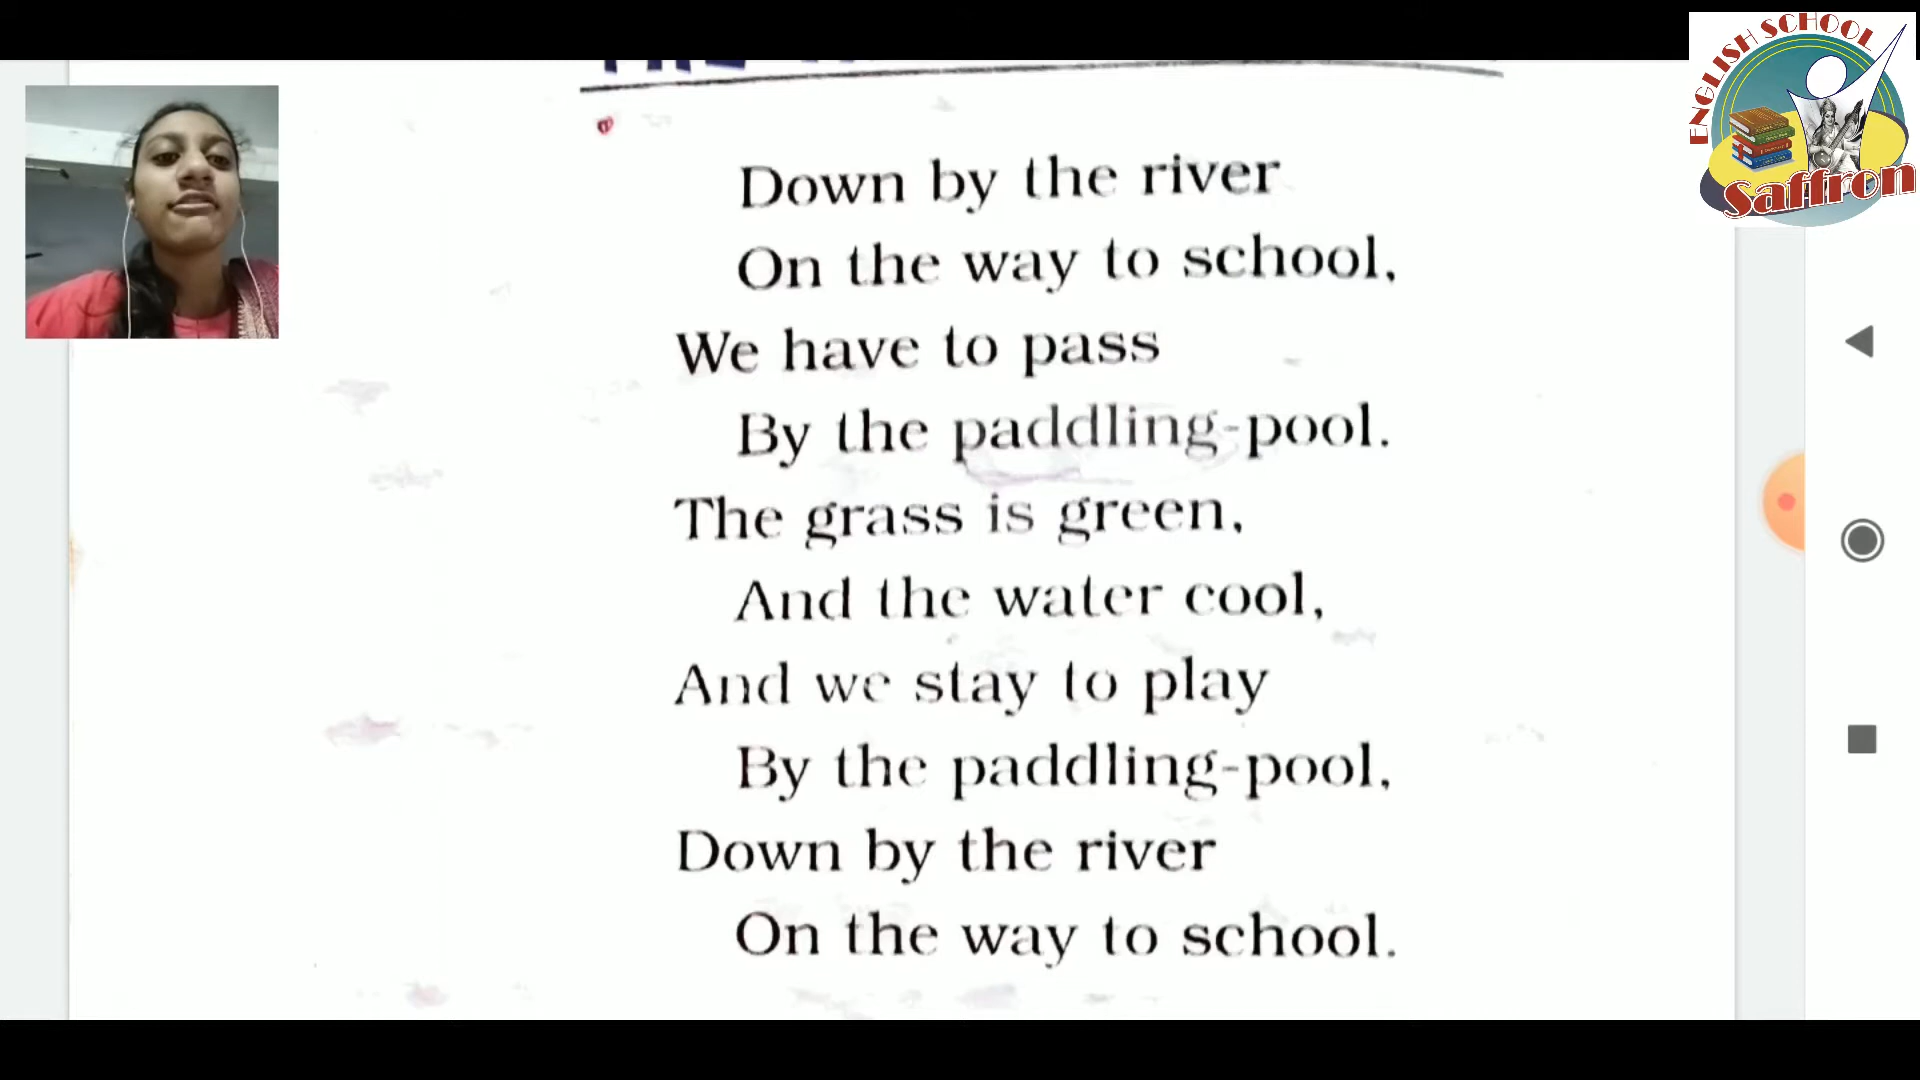 ENGLISH SCHOOL
Saffron
Down by the river
On the way to school,
We have to pass
By the paddling-pool.
The grass is green,
And the water cool,
And we stay to play
By the paddling-pool,
Down by the river
On the way to school.